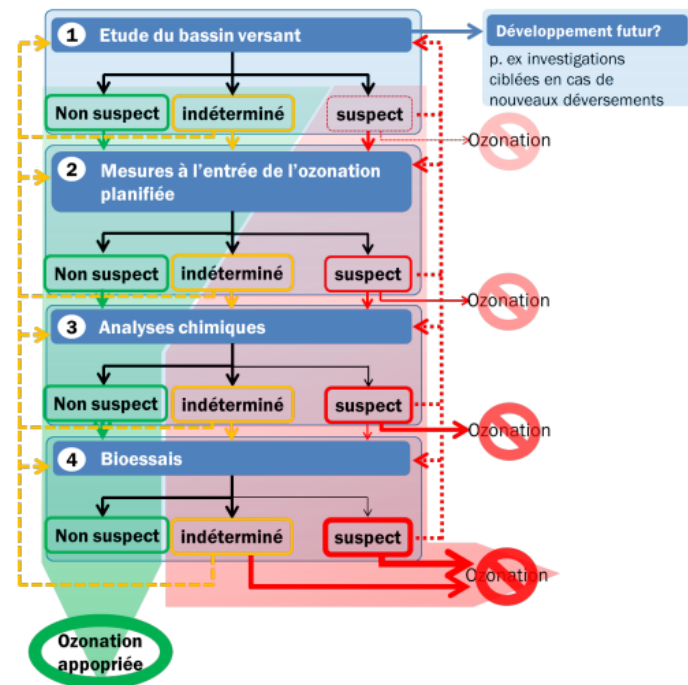 1 Etude du bassin versant
Développement futur?
p. ex investigations
ciblées en cas de
nouveaux déversements
Non suspect
indéterminé
suspect
Ozonation
2 Mesures à l'entrée de l'ozonation
planifiée
Non suspect
indéterminé
suspect
Ozonation
3 Analyses chimiques
Non suspect
indéterminé
suspect
Ozonation
4 Bioessais
Non suspect
indéterminé
suspect
Ozonation
Ozonation
appopriée